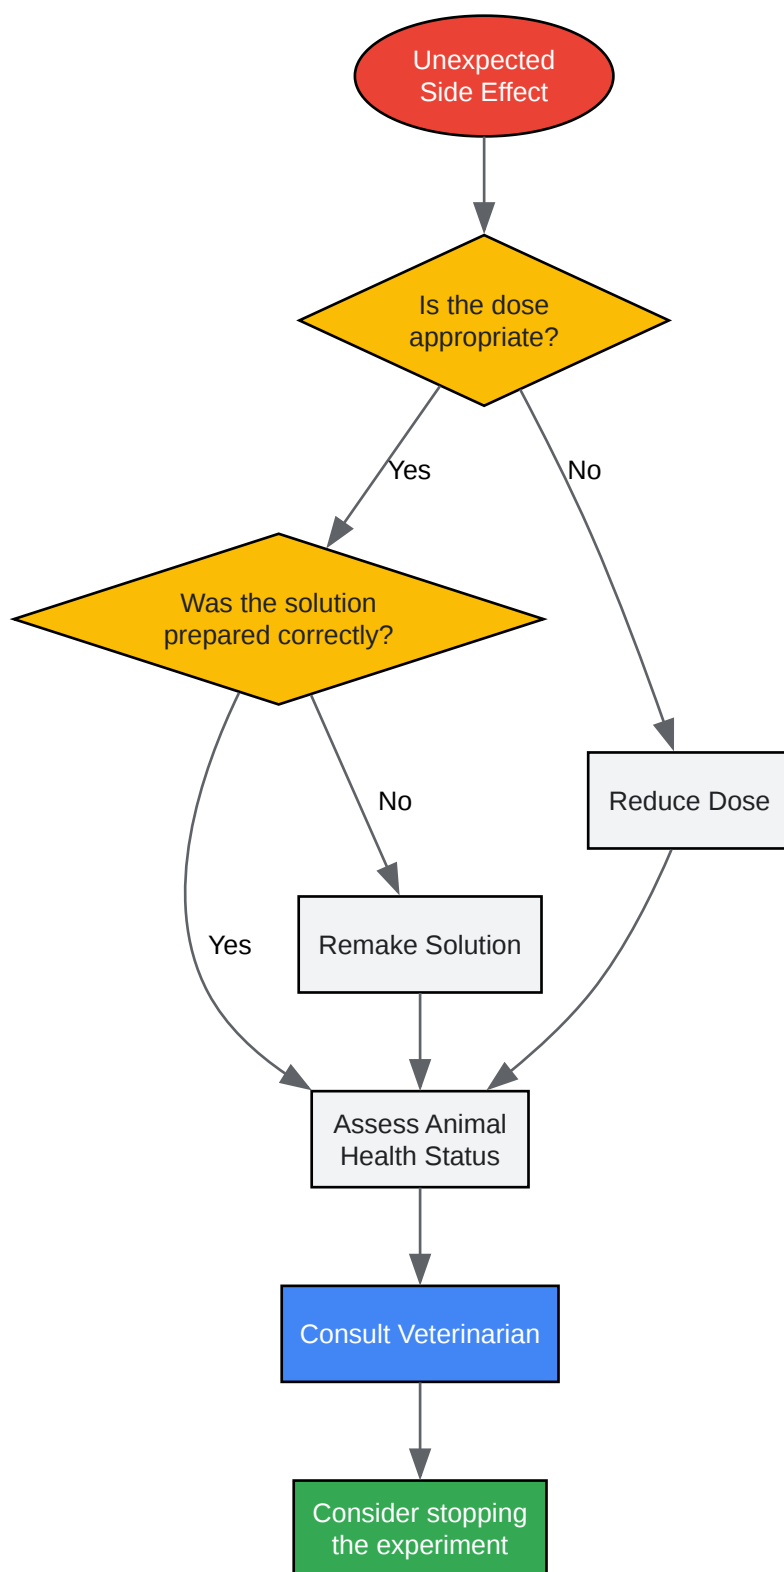 Unexpected
Side Effect
Is the dose
appropriate?
Yes
No
Was the solution
prepared correctly?
Reduce Dose
No
Yes
Remake Solution
Assess Animal
Health Status
Consult Veterinarian
Consider stopping
the experiment